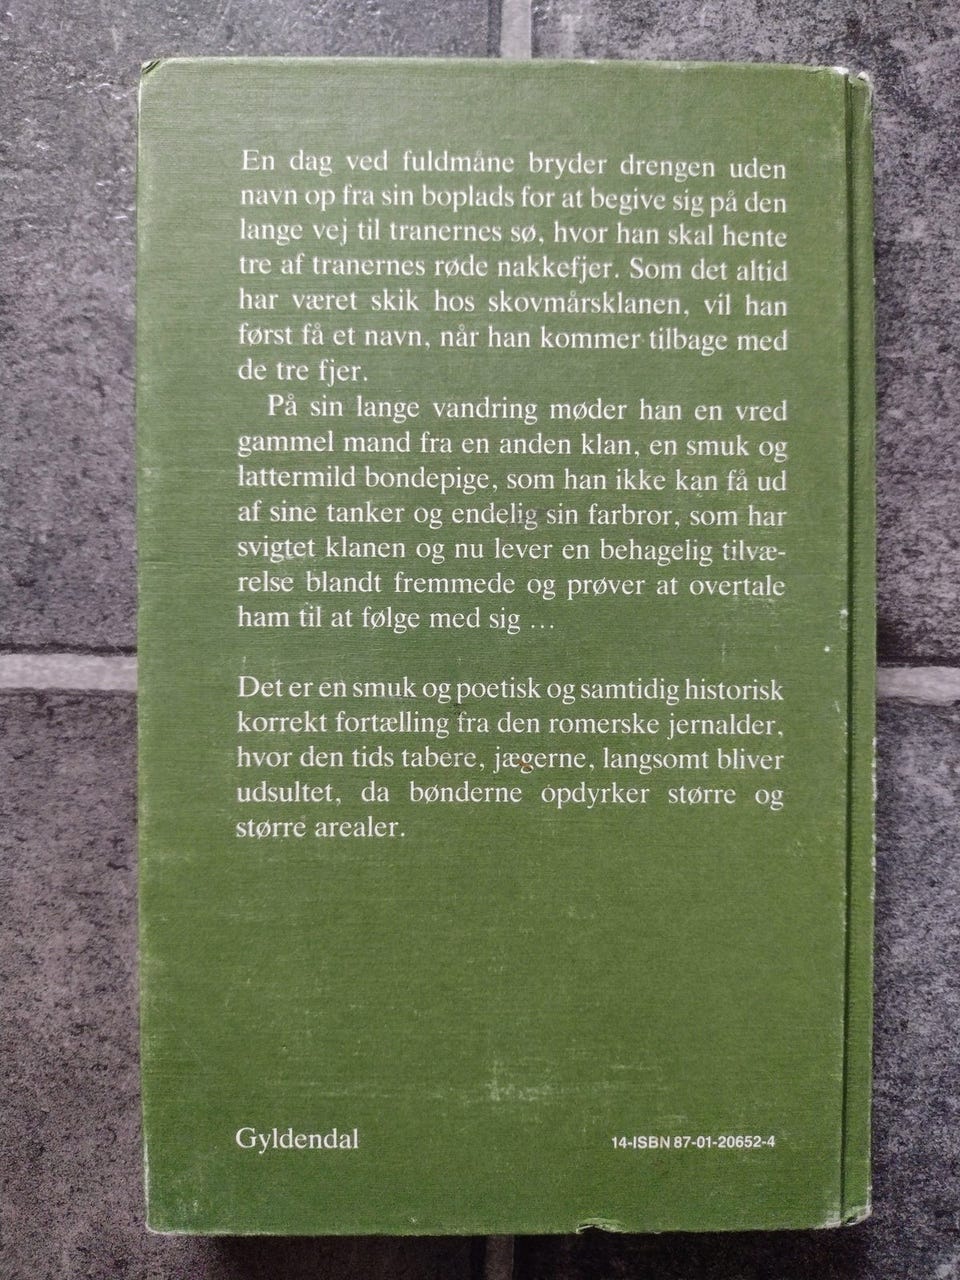 En dag ved fuldmåne bryder drengen uden
navn op fra sin boplads for at begive sig på den
lange vej til tranernes sø, hvor han skal hente
tre af tranernes røde nakkefjer. Som det altid
har været skik hos skovmårsklanen, vil han
først få et navn, når han kommer tilbage med
de tre fjer.
På sin lange vandring møder han en vred
gammel mand fra en anden klan, en smuk og
lattermild bondepige, som han ikke kan få ud
af sine tanker og endelig sin farbror, som har
svigtet klanen og nu lever en behagelig tilvæ-
relse blandt fremmede og prøver at overtale
ham til at følge med sig ...
Det er en smuk og poetisk og samtidig historisk
korrekt fortælling fra den romerske jernalder,
hvor den tids tabere, jægerne, langsomt bliver
udsultet, da bønderne opdyrker større og
større arealer.
Gyldendal
14-ISBN 87-01-20652-4